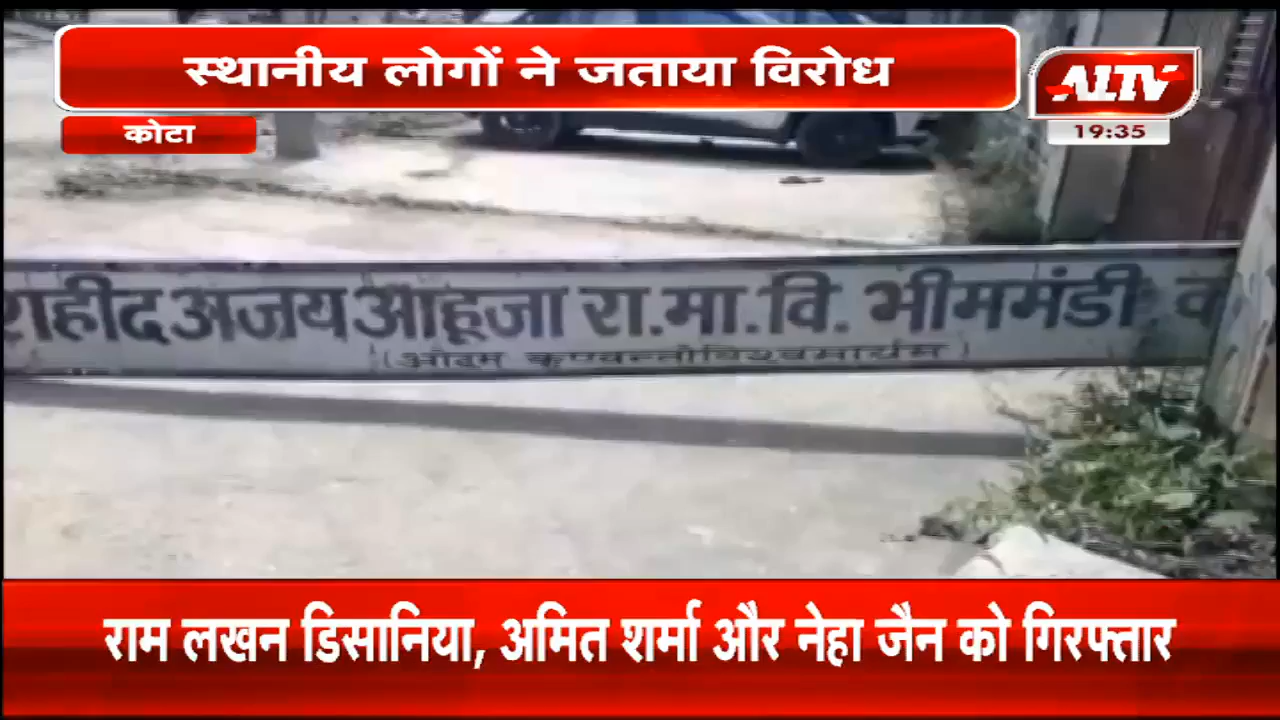 स्थानीय लोगों ने जताया विरोध
ALTV
19:35
कोटा
शहीद अजय आहूजा रा.मा.वि. भीममंडी
राम लखन डिसानिया, अमित शर्मा और नेहा जैन को गिरफ्तार